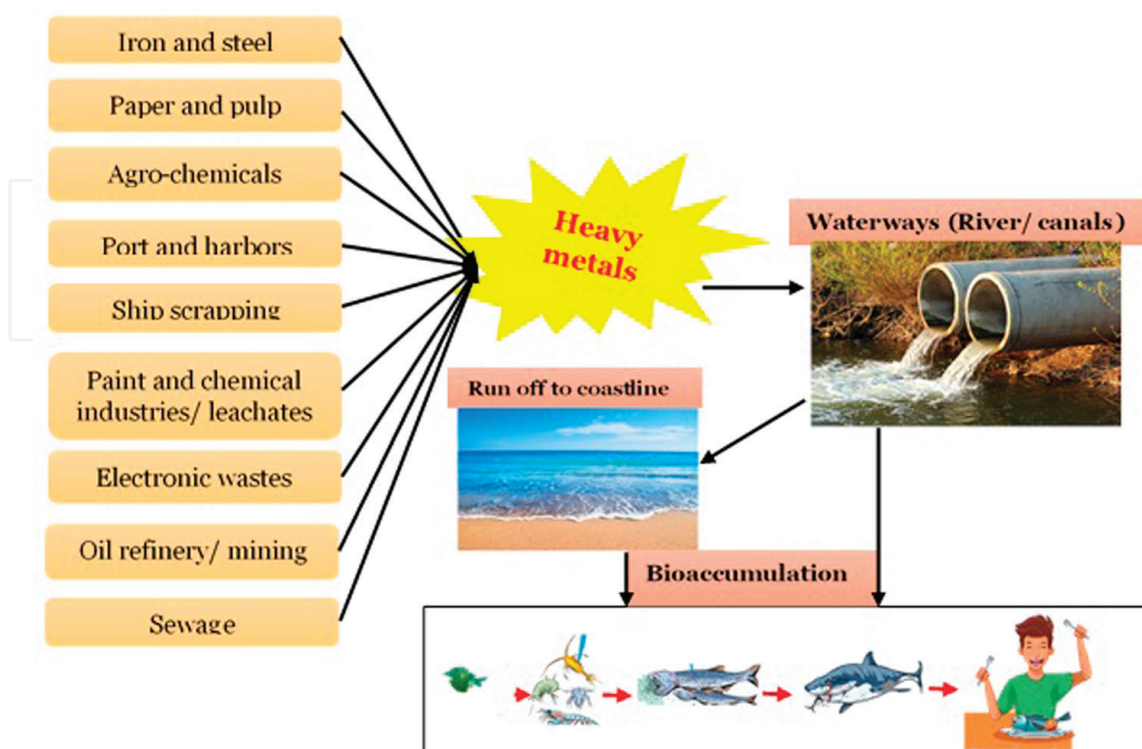 Iron and steel
Paper and pulp
Agro-chemicals
Port and harbors
Ship scrapping
Paint and chemical
industries/ leachates
Electronic wastes
Oil refinery/ mining
Sewage
Heavy
metals
Waterways (River/ canals)
Run off to coastline
Bioaccumulation